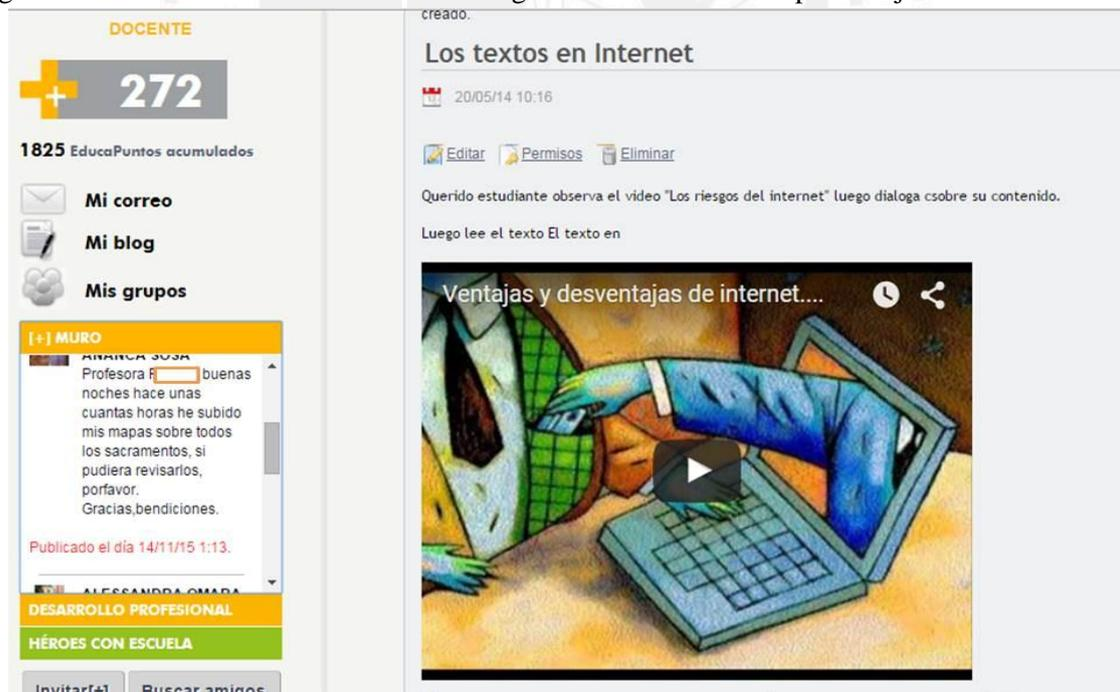 DOCENTE
272
1825 EducaPuntos acumulados
Mi correo
Mi blog
Mis grupos
[+] MURO
ANANCA SOSA
Profesora buenas
noches hace unas
cuantas horas he subido
mis mapas sobre todos
los sacramentos, si
pudiera revisarlos,
porfavor.
Gracias,bendiciones.
Publicado el día 14/11/15 1:13.
ALESSANDRA OMARA
DESARROLLO PROFESIONAL
HÉROES CON ESCUELA
Invitar[+] Buscar amigos
creado.
Los textos en Internet
20/05/14 10:16
Editar Permisos Eliminar
Querido estudiante observa el video "Los riesgos del internet" luego dialoga csobre su contenido.
Luego lee el texto El texto en
Ventajas y desventajas de internet....